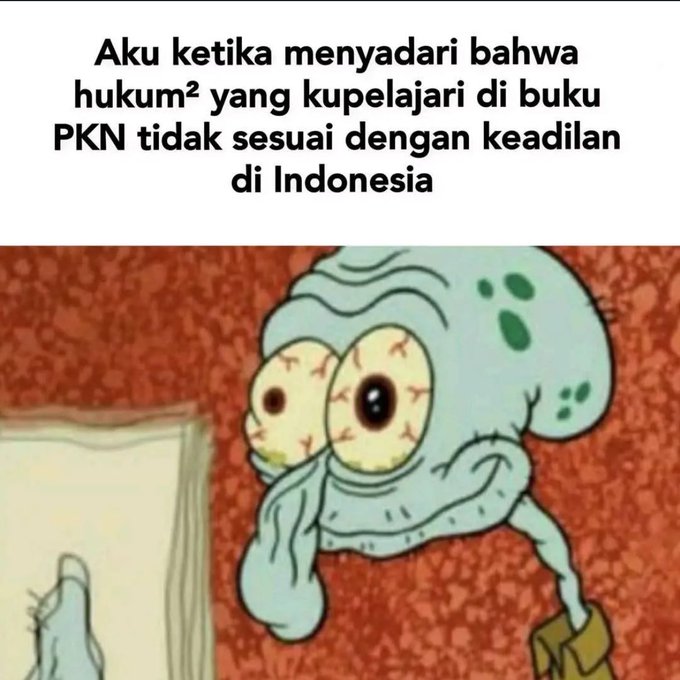 Aku ketika menyadari bahwa
hukum² yang kupelajari di buku
PKN tidak sesuai dengan keadilan
di Indonesia